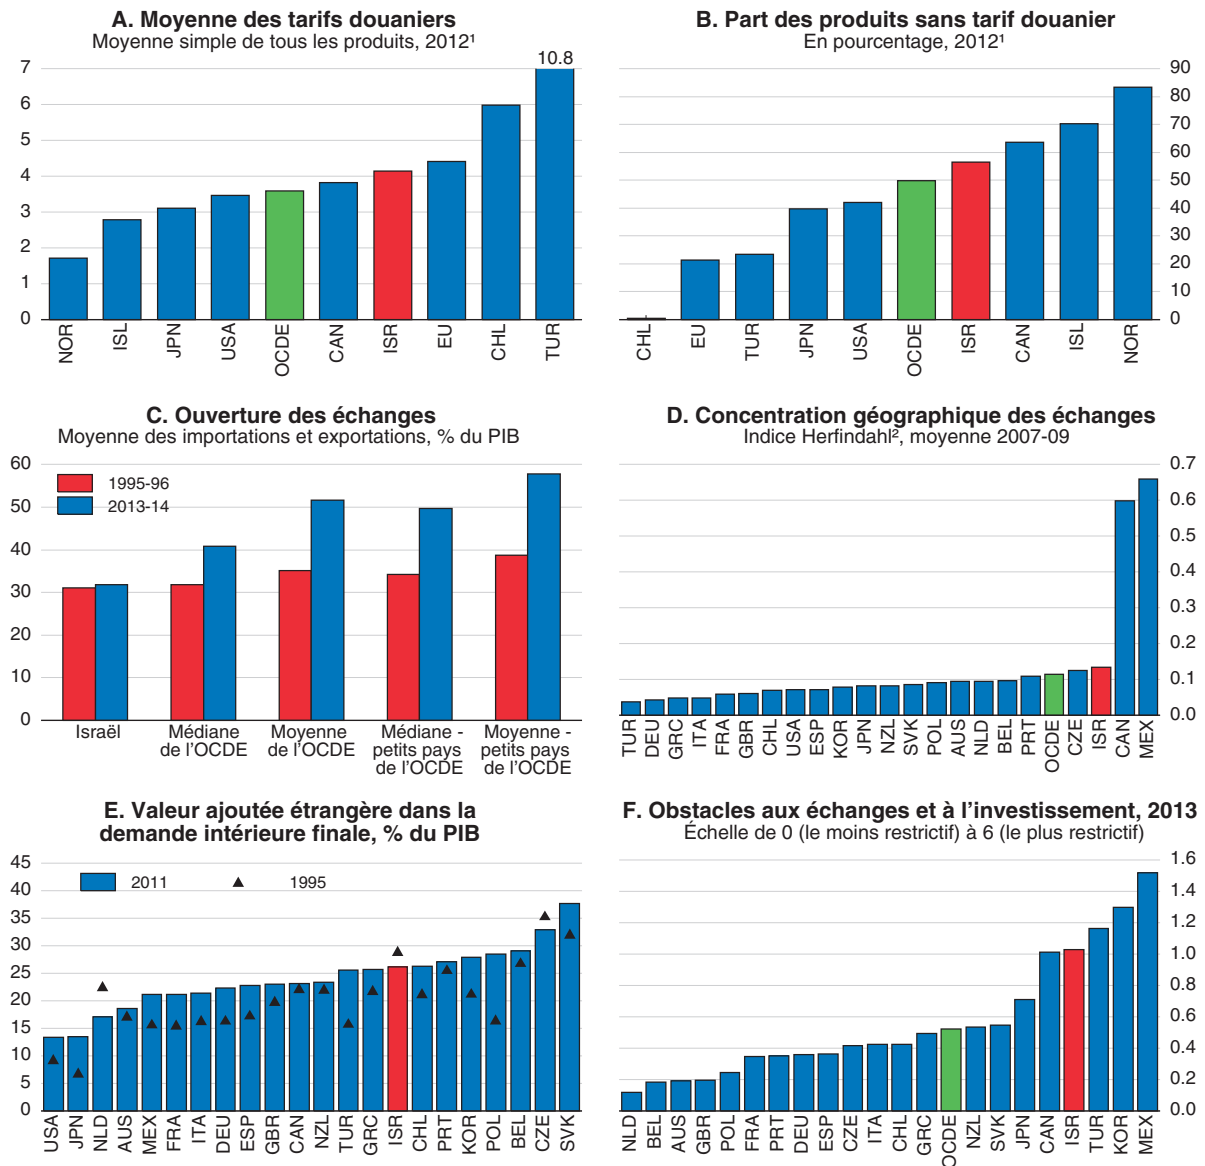 A. Moyenne des tarifs douaniers
Moyenne simple de tous les produits, 2012¹
10.8
7
6
5
4
3
2
1
0
NOR
ISL
JPN
USA
OCDE
CAN
ISR
EU
CHL
TUR
B. Part des produits sans tarif douanier
En pourcentage, 2012¹
90
80
70
60
50
40
30
20
10
0
CHL
EU
TUR
JPN
USA
OCDE
ISR
CAN
ISL
NOR
C. Ouverture des échanges
Moyenne des importations et exportations, % du PIB
60
50
40
30
20
10
0
1995-96
2013-14
Israël
Médiane
de l'OCDE
Moyenne
de l'OCDE
Médiane -
petits pays
de l'OCDE
Moyenne -
petits pays
de l'OCDE
D. Concentration géographique des échanges
Indice Herfindahl², moyenne 2007-09
0.7
0.6
0.5
0.4
0.3
0.2
0.1
0.0
TUR
DEU
GRC
ITA
FRA
GBR
CHL
USA
ESP
KOR
JPN
NZL
SVK
POL
AUS
NLD
BEL
PRT
OCDE
CZE
ISR
CAN
MEX
E. Valeur ajoutée étrangère dans la
demande intérieure finale, % du PIB
45
40
35
30
25
20
15
10
5
0
2011
1995
USA
JPN
NLD
AUS
MEX
FRA
ITA
DEU
ESP
GBR
CAN
NZL
TUR
GRC
ISR
CHL
PRT
KOR
POL
BEL
CZE
SVK
F. Obstacles aux échanges et à l'investissement, 2013
Échelle de 0 (le moins restrictif) à 6 (le plus restrictif)
1.6
1.4
1.2
1.0
0.8
0.6
0.4
0.2
0.0
NLD
BEL
AUS
GBR
POL
FRA
PRT
DEU
ESP
CZE
ITA
CHL
GRC
OCDE
NZL
SVK
JPN
CAN
ISR
TUR
KOR
MEX